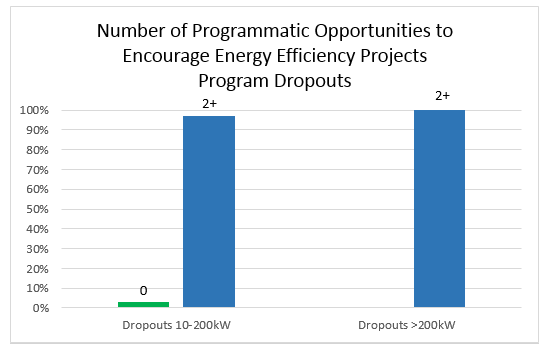 Number of Programmatic Opportunities to
Encourage Energy Efficiency Projects
Program Dropouts
2+
2+
100%
90%
80%
70%
60%
50%
40%
30%
20%
0
10%
0%
Dropouts 10-200kW
Dropouts >200kW